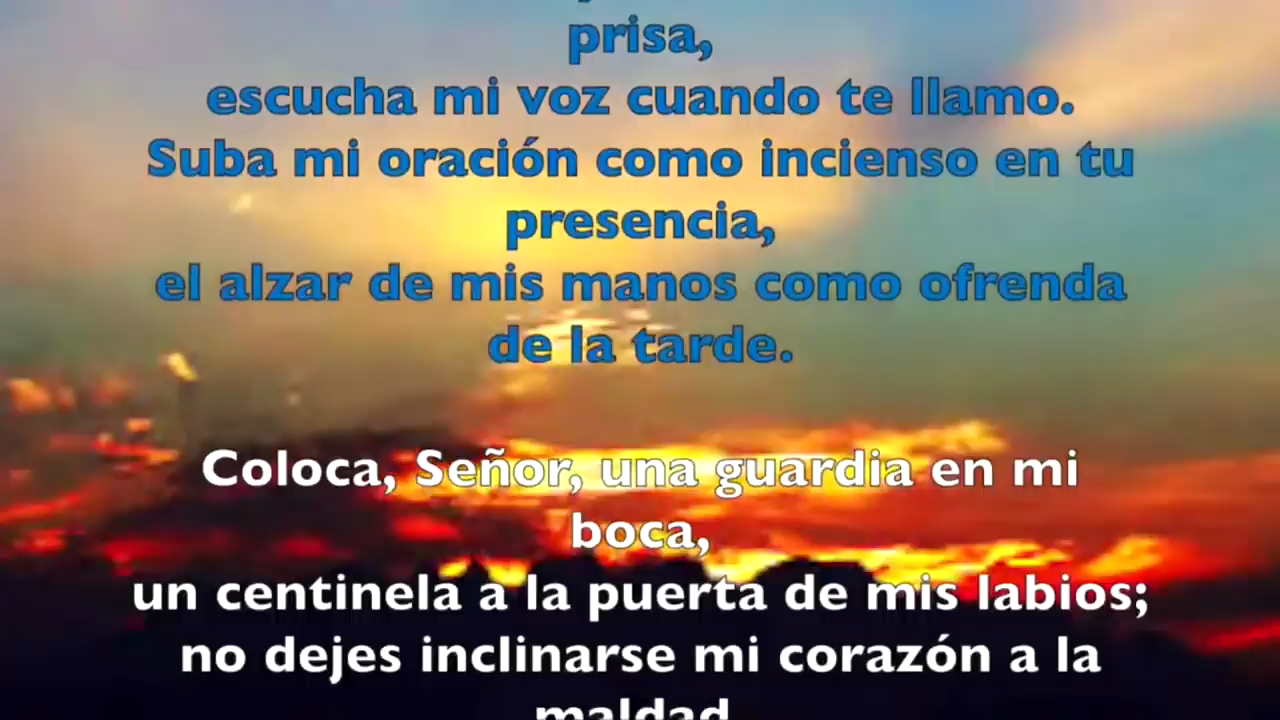 prisa,
escucha mi voz cuando te llamo.
Suba mi oración como incienso en tu
presencia,
el alzar de mis manos como ofrenda
de la tarde.
Coloca, Señor, una guardia en mi
boca,
un centinela a la puerta de mis labios;
no dejes inclinarse mi corazón a la
maldad